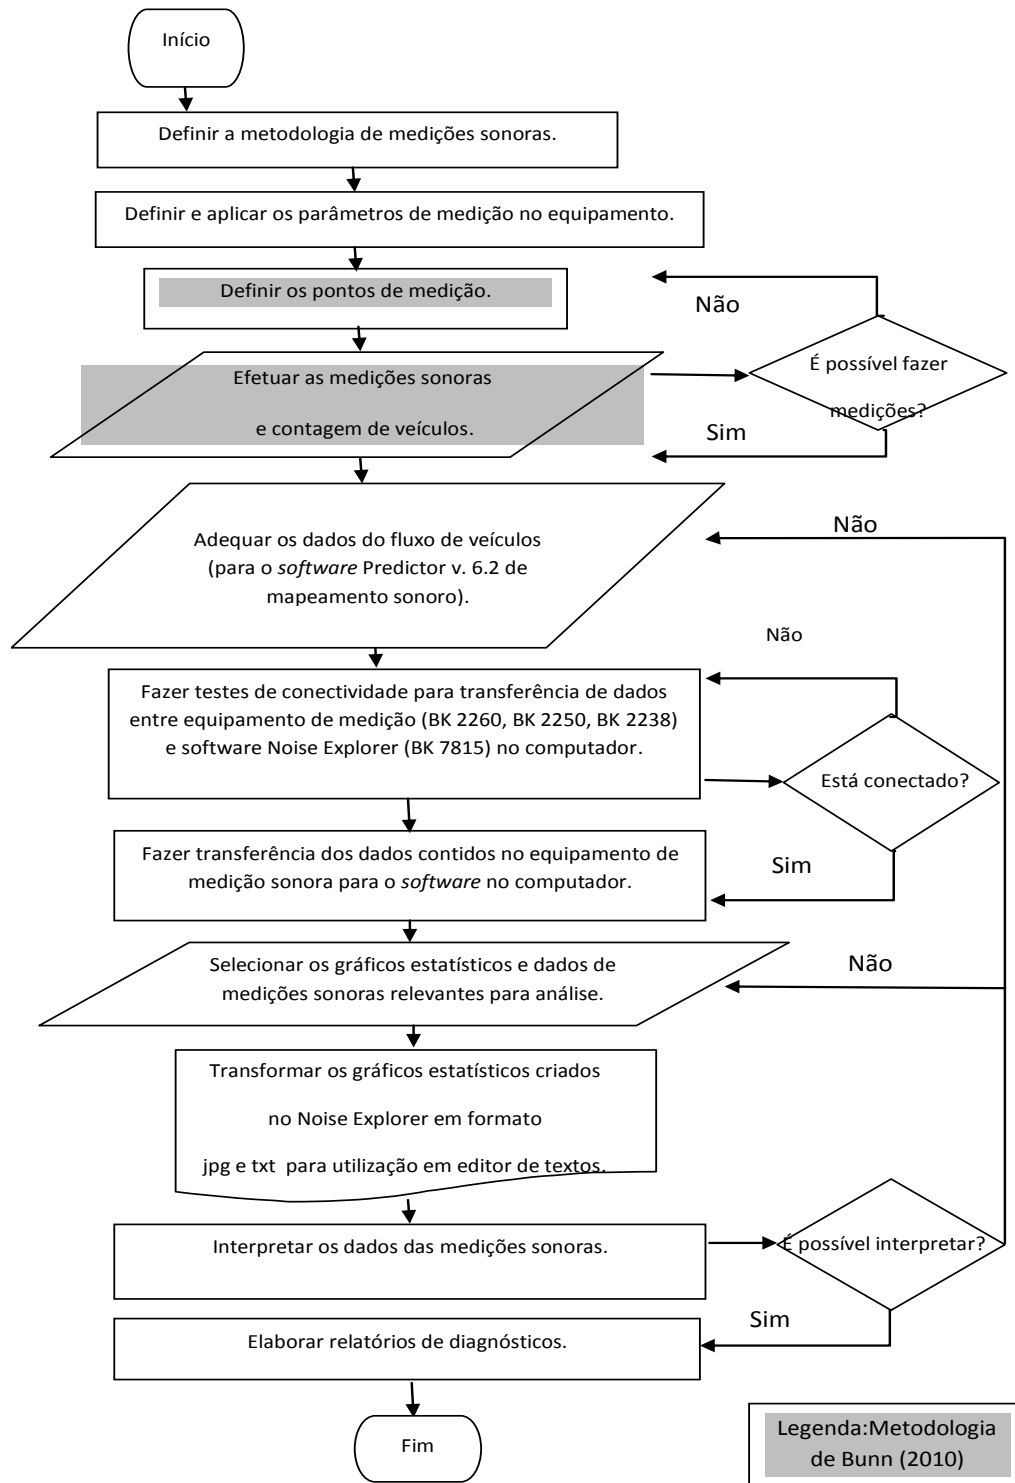 Início
Definir a metodologia de medições sonoras.
Definir e aplicar os parâmetros de medição no equipamento.
Definir os pontos de medição.
Não
É possível fazer
medições?
Efetuar as medições sonoras
e contagem de veículos.
Sim
Não
Adequar os dados do fluxo de veículos
(para o software Predictor v. 6.2 de
mapeamento sonoro).
Não
Fazer testes de conectividade para transferência de dados
entre equipamento de medição (BK 2260, BK 2250, BK 2238)
e software Noise Explorer (BK 7815) no computador.
Está conectado?
Fazer transferência dos dados contidos no equipamento de
medição sonora para o software no computador.
Sim
Selecionar os gráficos estatísticos e dados de
medições sonoras relevantes para análise.
Não
Transformar os gráficos estatísticos criados
no Noise Explorer em formato
jpg e txt para utilização em editor de textos.
Interpretar os dados das medições sonoras.
É possível interpretar?
Sim
Elaborar relatórios de diagnósticos.
Fim
Legenda:Metodologia
de Bunn (2010)